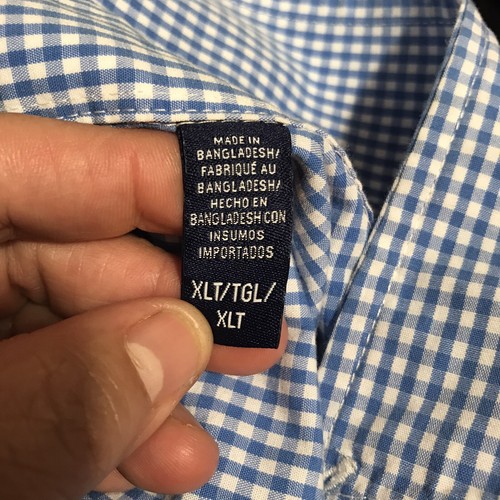 MADE IN
BANGLADESH/
FABRIQUÉ AU
BANGLADESH/
HECHO EN
BANGLADESH CON
INSUMOS
IMPORTADOS
XLT/TGL/
XLT